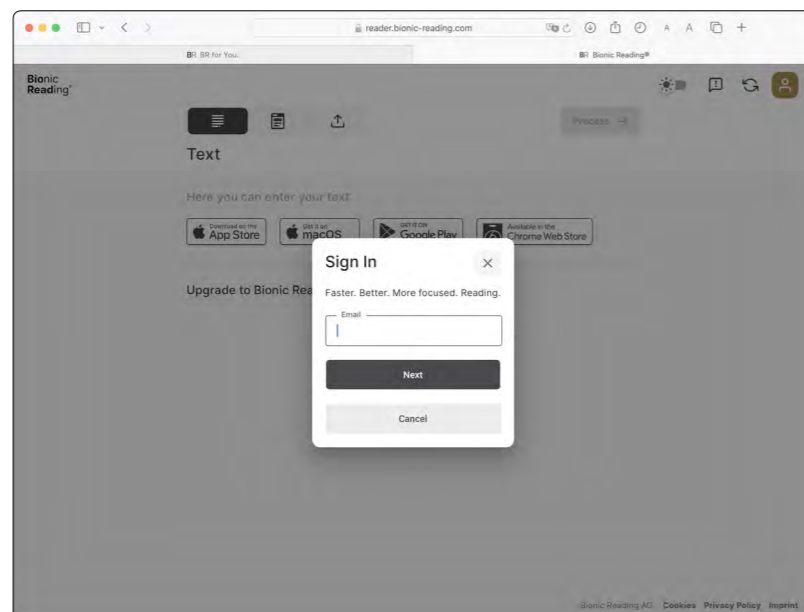 reader.bionic-reading.com
A A
BR BR for You.
BR Bionic Reading®
Bionic
Reading®
Process
Text
Here you can enter your text.
Download on the
App Store
Get it on
macOS
GET IT ON
Google Play
Available in the
Chrome Web Store
Upgrade to Bionic Rea
Sign In
Faster. Better. More focused. Reading.
Email
Next
Cancel
Bionic Reading AG Cookies Privacy Policy Imprint